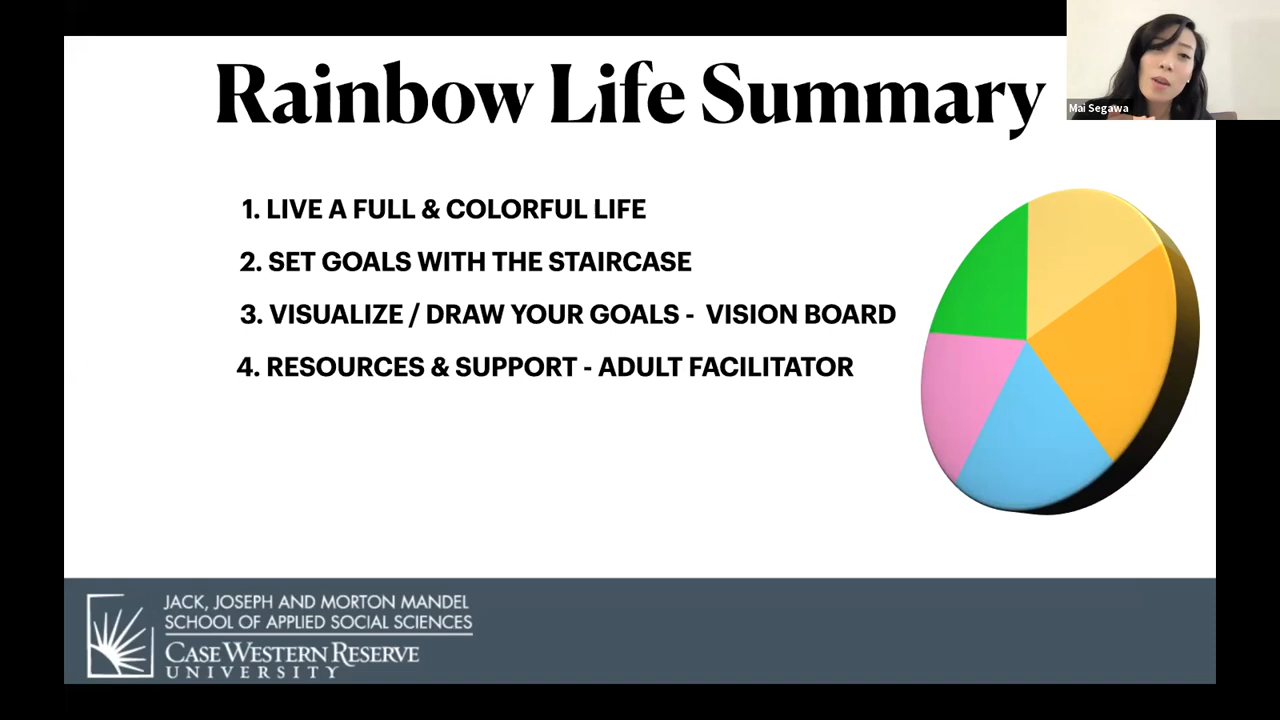 Rainbow Life Summary
Mai Segawa
1. LIVE A FULL & COLORFUL LIFE
2. SET GOALS WITH THE STAIRCASE
3. VISUALIZE / DRAW YOUR GOALS - VISION BOARD
4. RESOURCES & SUPPORT - ADULT FACILITATOR
JACK, JOSEPH AND MORTON MANDEL
SCHOOL OF APPLIED SOCIAL SCIENCES
CASE WESTERN RESERVE
UNIVERSITY